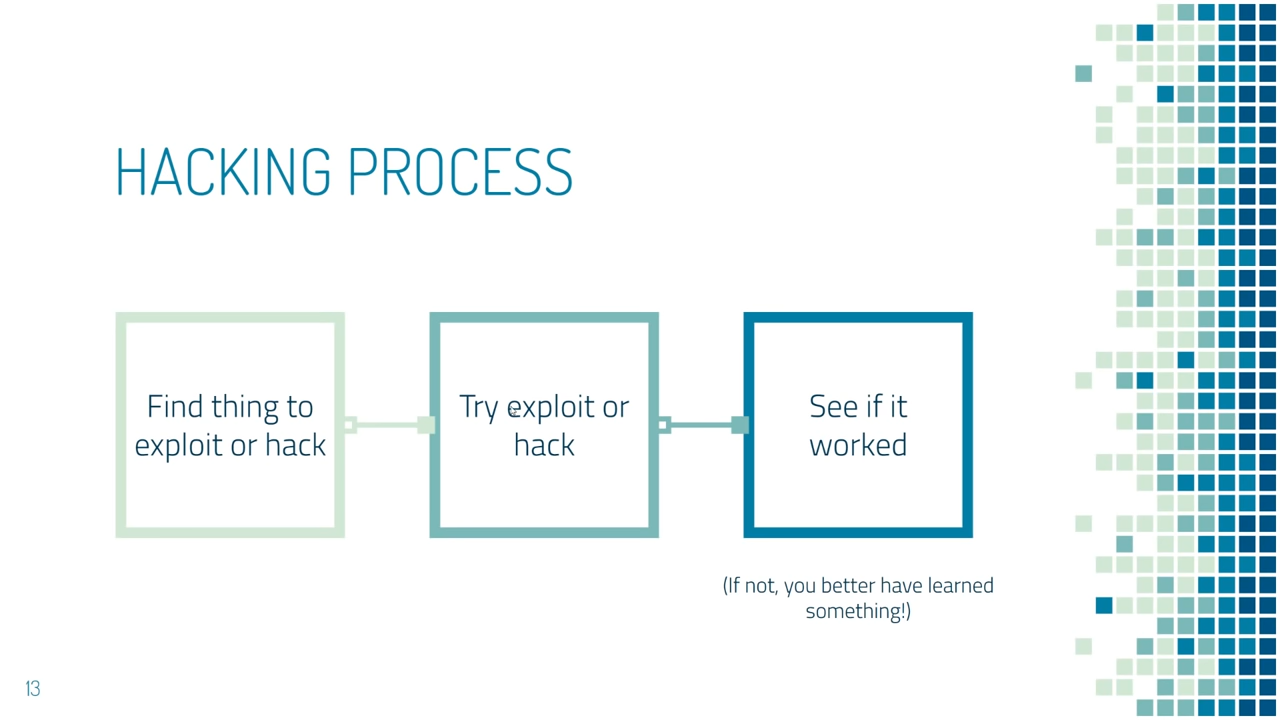 HACKING PROCESS
Find thing to
exploit or hack
Try exploit or
hack
See if it
worked
(If not, you better have learned
something!)
13